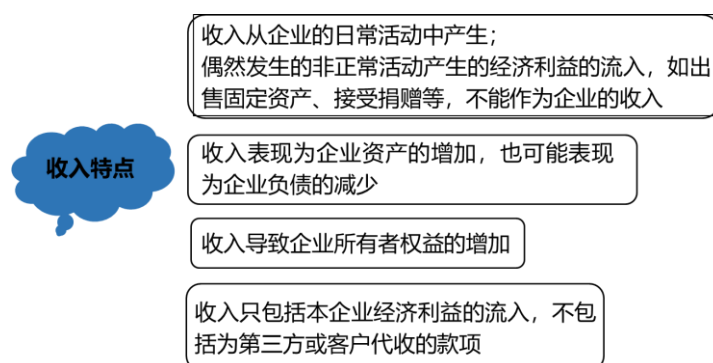 收入从企业的日常活动中产生；
偶然发生的非正常活动产生的经济利益的流入，如出
售固定资产、接受捐赠等，不能作为企业的收入
收入特点
收入表现为企业资产的增加，也可能表现
为企业负债的减少
收入导致企业所有者权益的增加
收入只包括本企业经济利益的流入，不包
括为第三方或客户代收的款项